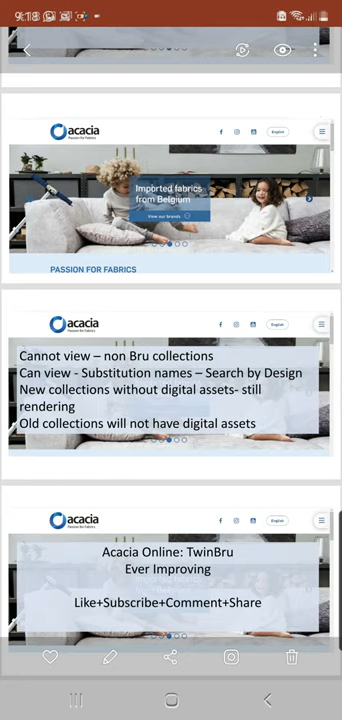 9:18
acacia
Passion for Fabrics
English
Imported fabrics
from Belgium
View our brands
PASSION FOR FABRICS
acacia
Passion for Fabrics
English
Cannot view – non Bru collections
Can view - Substitution names – Search by Design
New collections without digital assets- still
rendering
Old collections will not have digital assets
acacia
Passion for Fabrics
English
Acacia Online: TwinBru
Ever Improving
Like+Subscribe+Comment+Share